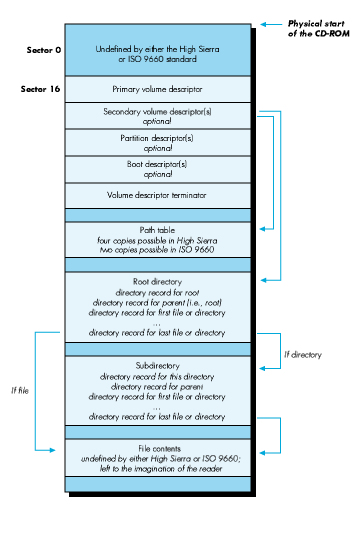 Physical start
of the CD-ROM
Sector 0
Undefined by either the High Sierra
or ISO 9660 standard
Sector 16
Primary volume descriptor
Secondary volume descriptor(s)
optional
Partition descriptor(s)
optional
Boot descriptor(s)
optional
Volume descriptor terminator
Path table
four copies possible in High Sierra
two copies possible in ISO 9660
Root directory
directory record for root
directory record for parent (i.e., root)
directory record for first file or directory
...
directory record for last file or directory
If directory
Subdirectory
directory record for this directory
directory record for parent
directory record for first file or directory
...
directory record for last file or directory
If file
File contents
undefined by either High Sierra or ISO 9660;
left to the imagination of the reader